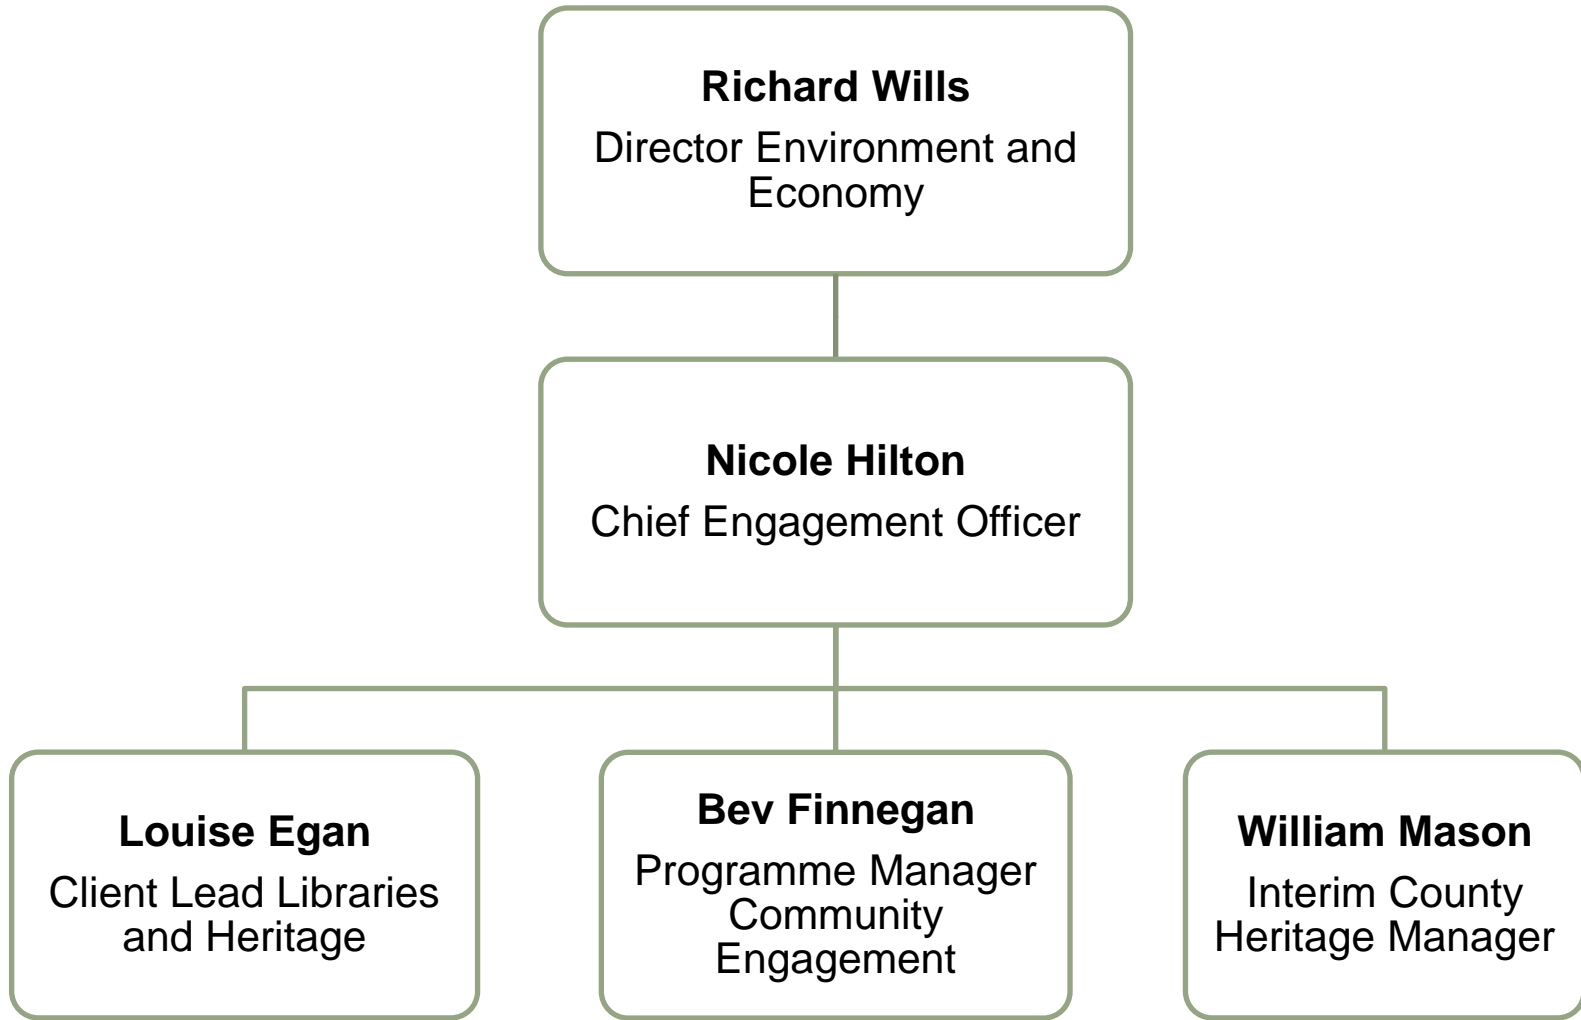 Richard Wills
Director Environment and
Economy
Nicole Hilton
Chief Engagement Officer
Louise Egan
Client Lead Libraries
and Heritage
Bev Finnegan
Programme Manager
Community
Engagement
William Mason
Interim County
Heritage Manager